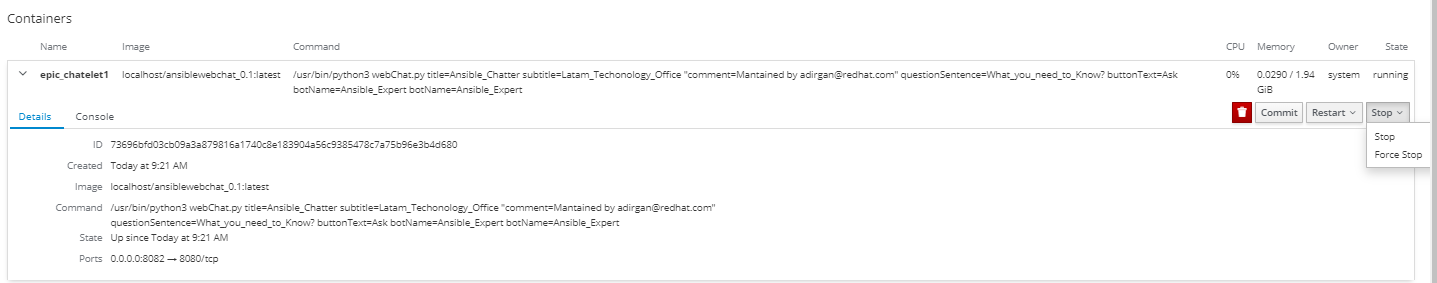 Containers
Name Image Command CPU Memory Owner State
epic_chatelet1 localhost/ansiblewebchat_0.1:latest /usr/bin/python3 webChat.py title=Ansible_Chatter subtitle=Latam_Techonology_Office "comment=Mantained by adirgan@redhat.com" questionSentence=What_you_need_to_Know? buttonText=Ask 0% 0.0290 / 1.94 system running
botName=Ansible_Expert botName=Ansible_Expert GiB
Details Console Commit Restart Stop
Stop
Force Stop
ID 73696bfd03cb09a3a879816a1740c8e183904a56c9385478c7a75b96e3b4d680
Created Today at 9:21 AM
Image localhost/ansiblewebchat_0.1:latest
Command /usr/bin/python3 webChat.py title=Ansible_Chatter subtitle=Latam_Techonology_Office "comment=Mantained by adirgan@redhat.com"
questionSentence=What_you_need_to_Know? buttonText=Ask botName=Ansible_Expert botName=Ansible_Expert
State Up since Today at 9:21 AM
Ports 0.0.0.0:8082 → 8080/tcp